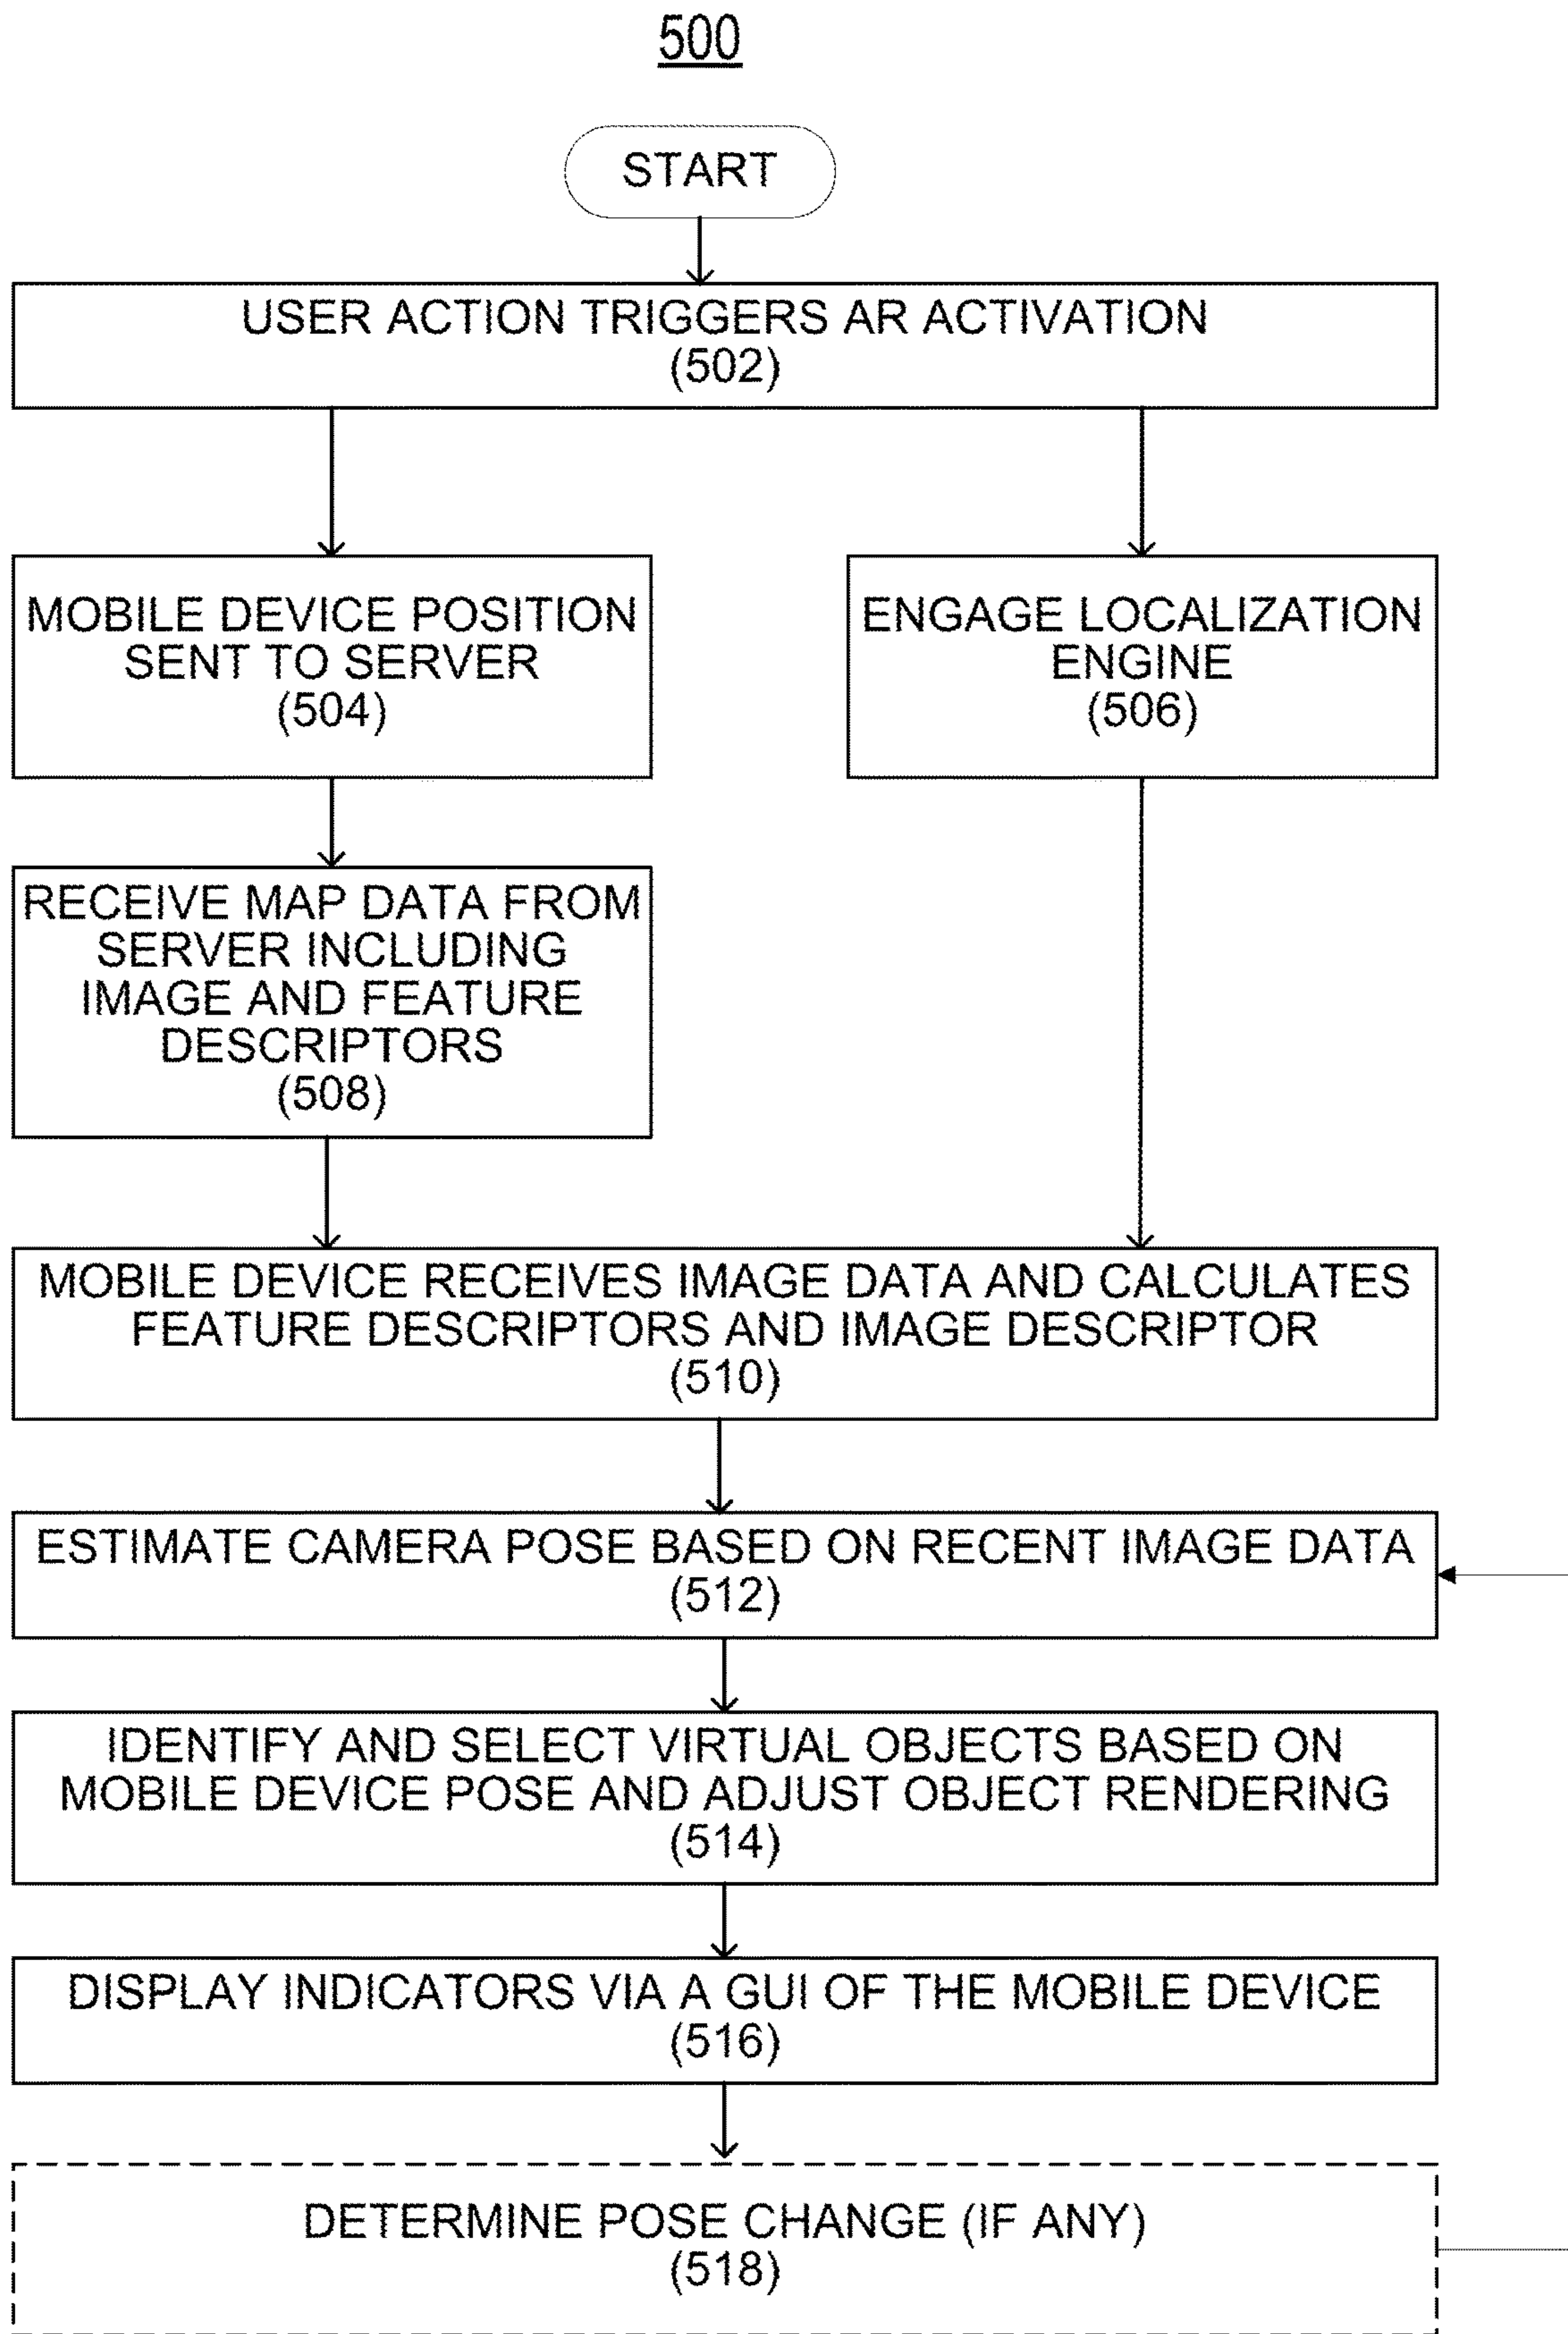 500
START
USER ACTION TRIGGERS AR ACTIVATION
(502)
MOBILE DEVICE POSITION
SENT TO SERVER
(504)
ENGAGE LOCALIZATION
ENGINE
(506)
RECEIVE MAP DATA FROM
SERVER INCLUDING
IMAGE AND FEATURE
DESCRIPTORS
(508)
MOBILE DEVICE RECEIVES IMAGE DATA AND CALCULATES
FEATURE DESCRIPTORS AND IMAGE DESCRIPTOR
(510)
ESTIMATE CAMERA POSE BASED ON RECENT IMAGE DATA
(512)
IDENTIFY AND SELECT VIRTUAL OBJECTS BASED ON
MOBILE DEVICE POSE AND ADJUST OBJECT RENDERING
(514)
DISPLAY INDICATORS VIA A GUI OF THE MOBILE DEVICE
(516)
DETERMINE POSE CHANGE (IF ANY)
(518)